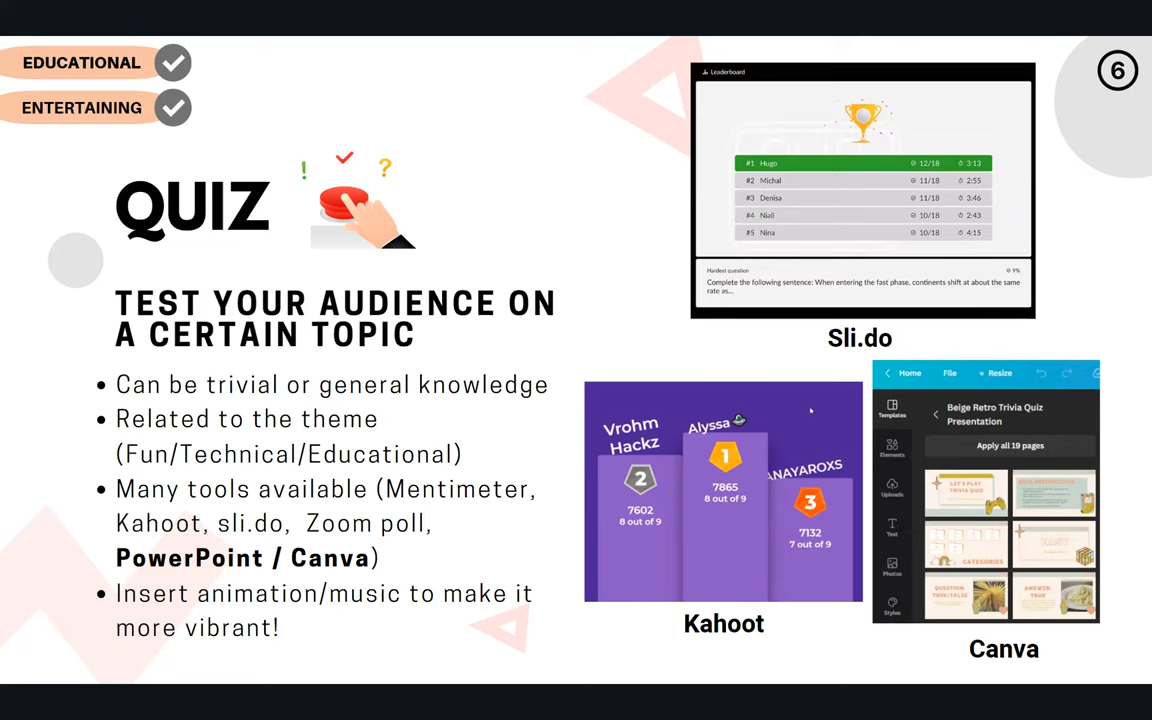 EDUCATIONAL
ENTERTAINING
6
QUIZ
! ?
TEST YOUR AUDIENCE ON
A CERTAIN TOPIC
• Can be trivial or general knowledge
• Related to the theme
(Fun/Technical/Educational)
• Many tools available (Mentimeter,
Kahoot, sli.do, Zoom poll,
PowerPoint / Canva)
• Insert animation/music to make it
more vibrant!
Leaderboard
#1 Hugo 12/18 3:13
#2 Michal 11/18 2:55
#3 Denisa 11/18 3:46
#4 Niall 10/18 2:43
#5 Nina 10/18 4:15
Hardest question 9%
Complete the following sentence: When entering the fast phase, continents shift at about the same
rate as...
Sli.do
Vrohm
Hackz
2
7602
8 out of 9
Alyssa
1
7865
8 out of 9
ANAYAROXS
3
7132
7 out of 9
Kahoot
Home File Resize
Templates
Elements
Uploads
Text
Photos
Styles
Beige Retro Trivia Quiz
Presentation
Apply all 19 pages
LET'S PLAY
TRIVIA QUIZ
QUIZ INSTRUCTION
CATEGORIES
EASY
QUESTION
TRUE/FALSE
ANSWER:
TRUE
Canva